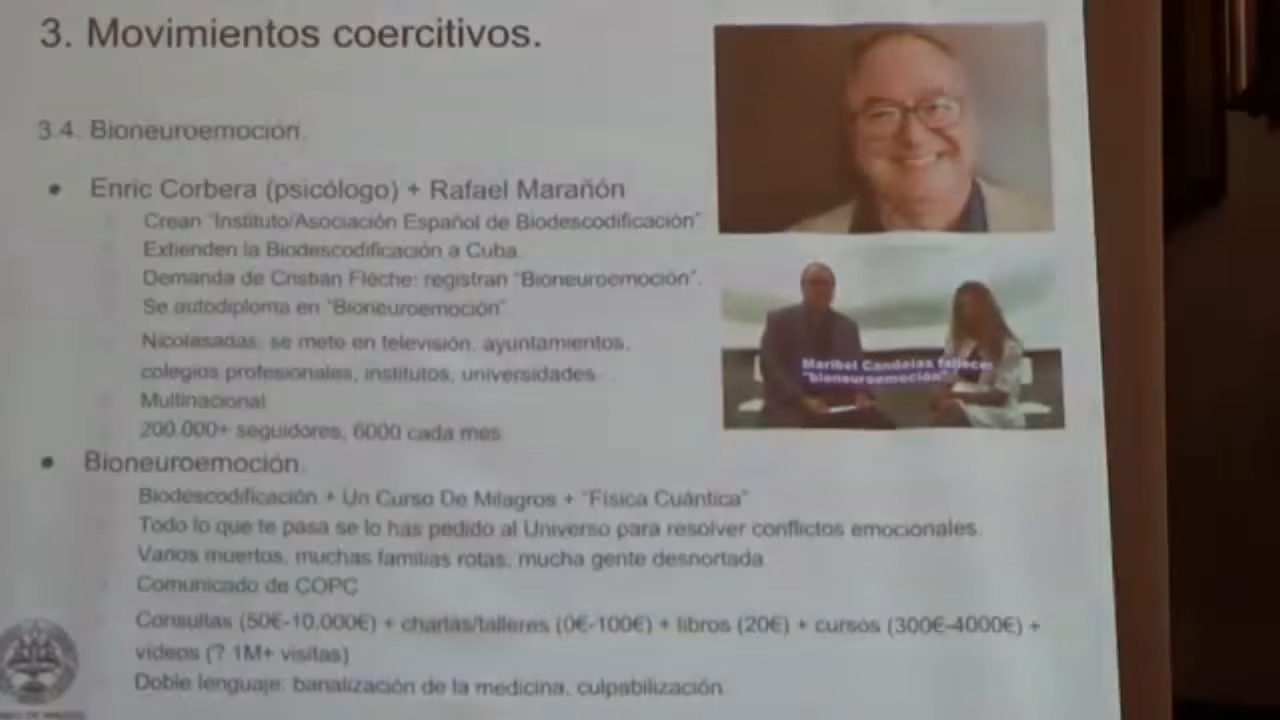 3. Movimientos coercitivos.
3.4. Bioneuroemoción.
Enric Corbera (psicólogo) + Rafael Marañón
Crean "Instituto/Asociación Español de Biodescodificación"
Extienden la Biodescodificación a Cuba.
Demanda de Cristian Flèche: registran "Bioneuroemoción".
Se autodiploma en "Bioneuroemoción"
Nicolasadas: se mete en televisión, ayuntamientos,
colegios profesionales, institutos, universidades
Multinacional
200.000+ seguidores, 6000 cada mes
Maribel Candelas fallece
"bioneuroemoción"
Bioneuroemoción.
Biodescodificación + Un Curso De Milagros + "Física Cuántica"
Todo lo que te pasa se lo has pedido al Universo para resolver conflictos emocionales.
Varios muertos, muchas familias rotas, mucha gente desnortada
Comunicado de COPC
Consultas (50€-10.000€) + charlas/talleres (0€-100€) + libros (20€) + cursos (300€-4000€) +
vídeos (? 1M+ visitas)
Doble lenguaje: banalización de la medicina, culpabilización